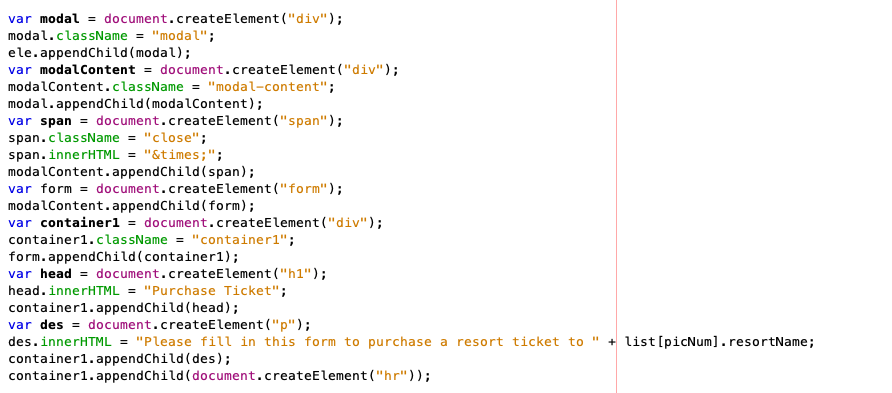 var modal = document.createElement("div");
modal.className = "modal";
ele.appendChild(modal);
var modalContent = document.createElement("div");
modalContent.className = "modal-content";
modal.appendChild(modalContent);
var span = document.createElement("span");
span.className = "close";
span.innerHTML = "&times;";
modalContent.appendChild(span);
var form = document.createElement("form");
modalContent.appendChild(form);
var container1 = document.createElement("div");
container1.className = "container1";
form.appendChild(container1);
var head = document.createElement("h1");
head.innerHTML = "Purchase Ticket";
container1.appendChild(head);
var des = document.createElement("p");
des.innerHTML = "Please fill in this form to purchase a resort ticket to " + list[picNum].resortName;
container1.appendChild(des);
container1.appendChild(document.createElement("hr"));